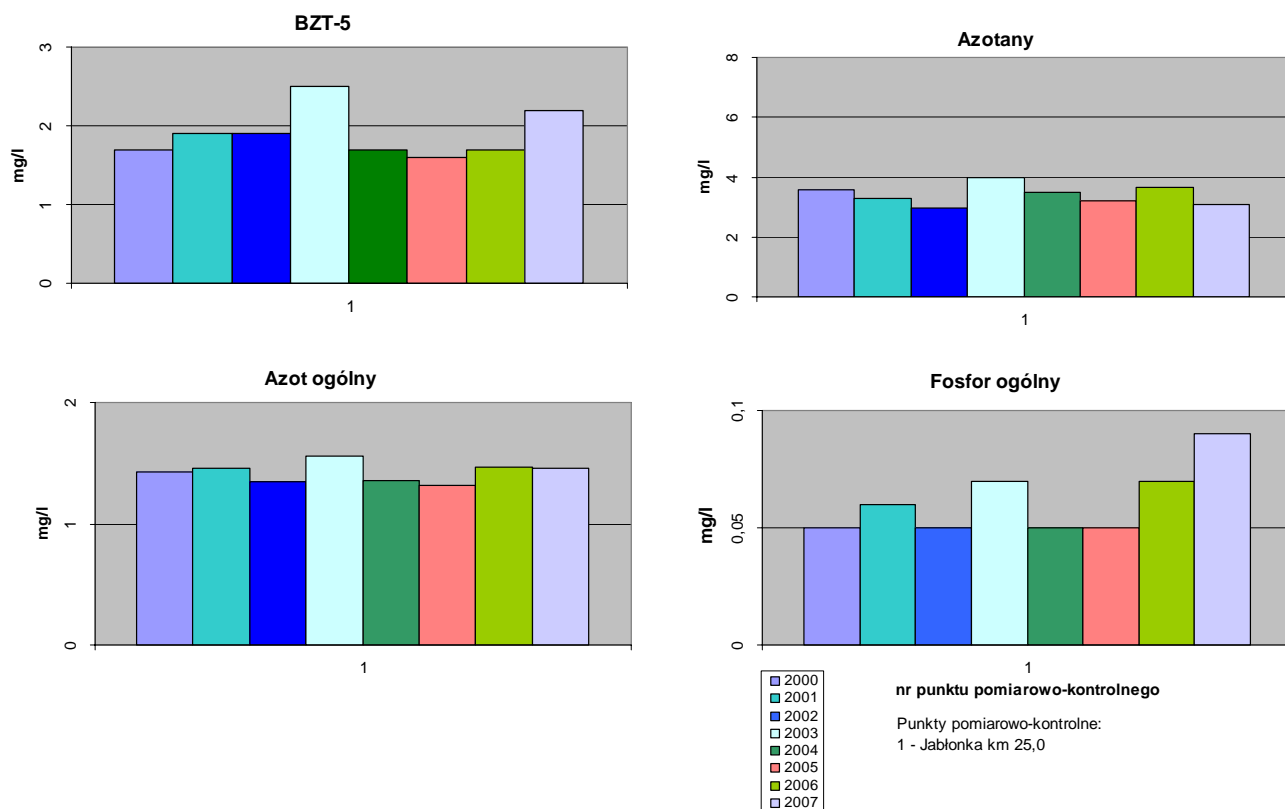 BZT-5
3
2
1
0
mg/l
1
Azotany
8
6
4
2
0
mg/l
1
Azot ogólny
2
1
0
mg/l
1
Fosfor ogólny
0,1
0,05
0
mg/l
1
2000
2001
2002
2003
2004
2005
2006
2007
nr punktu pomiarowo-kontrolnego
Punkty pomiarowo-kontrolne:
1 - Jabłonka km 25,0